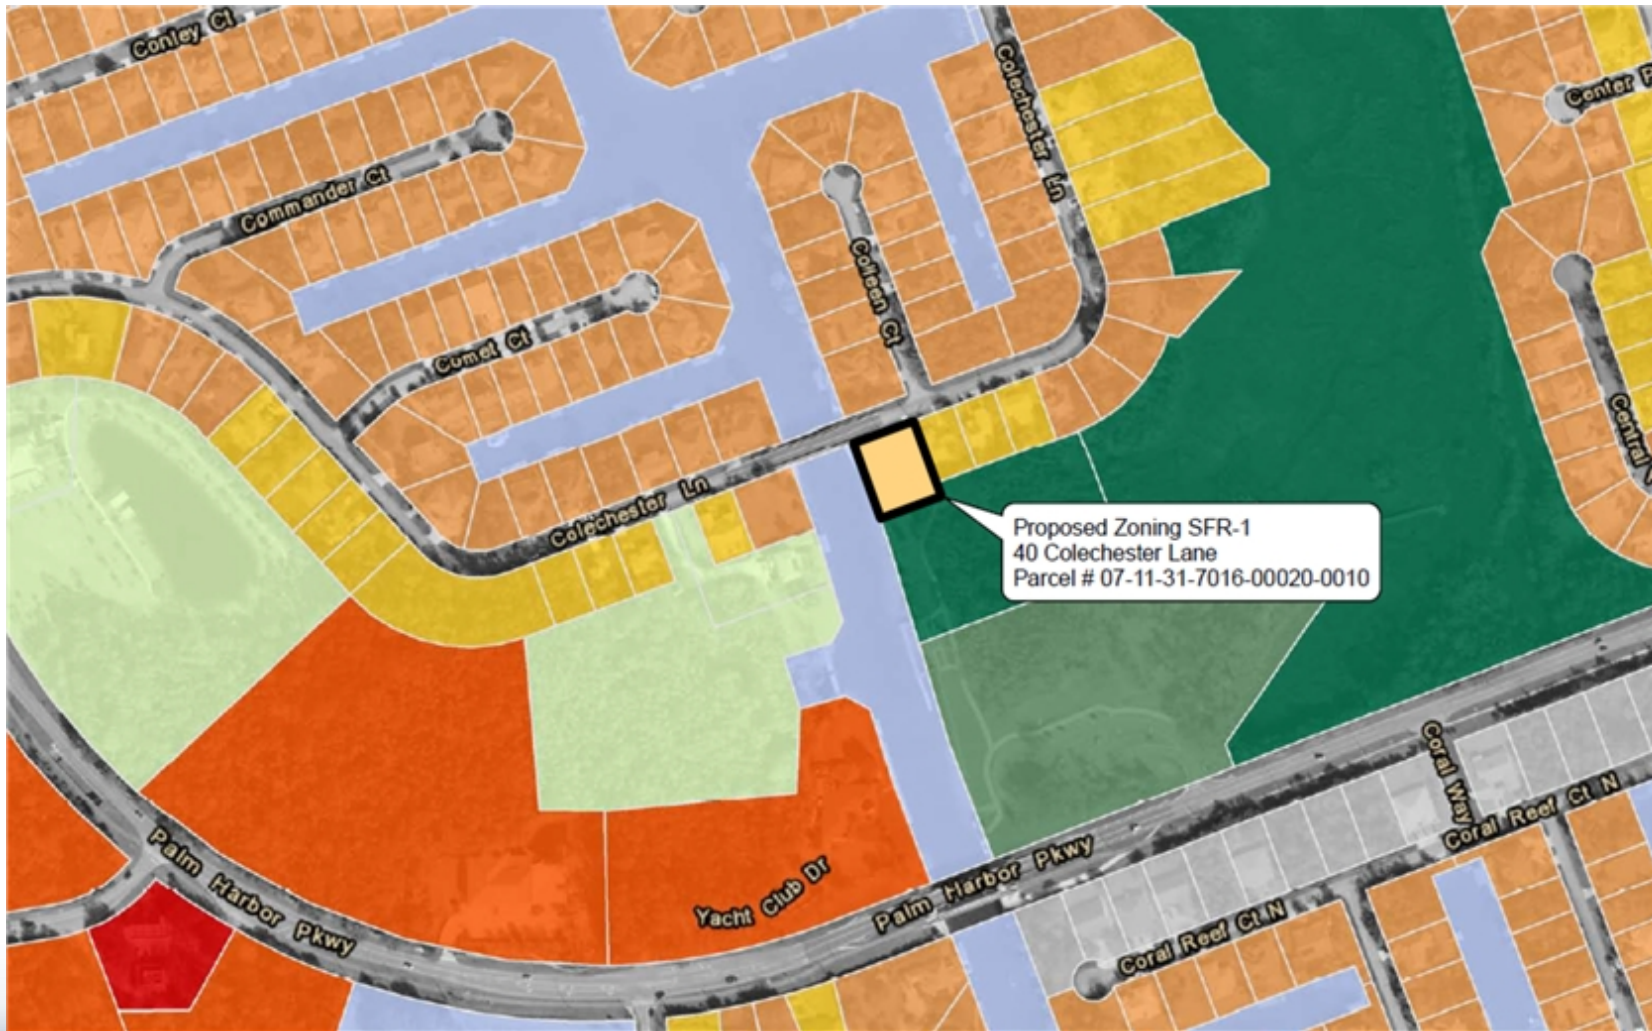 Conley Ct
Colechester Ln
Center P
Commander Ct
Coleen Ct
Comet Ct
Central
Colechester Ln
Proposed Zoning SFR-1
40 Colechester Lane
Parcel # 07-11-31-7016-00020-0010
Coral Way
Coral Reef Ct N
Palm Harbor Pkwy
Palm Harbor Pkwy
Yacht Club Dr
Coral Reef Ct N